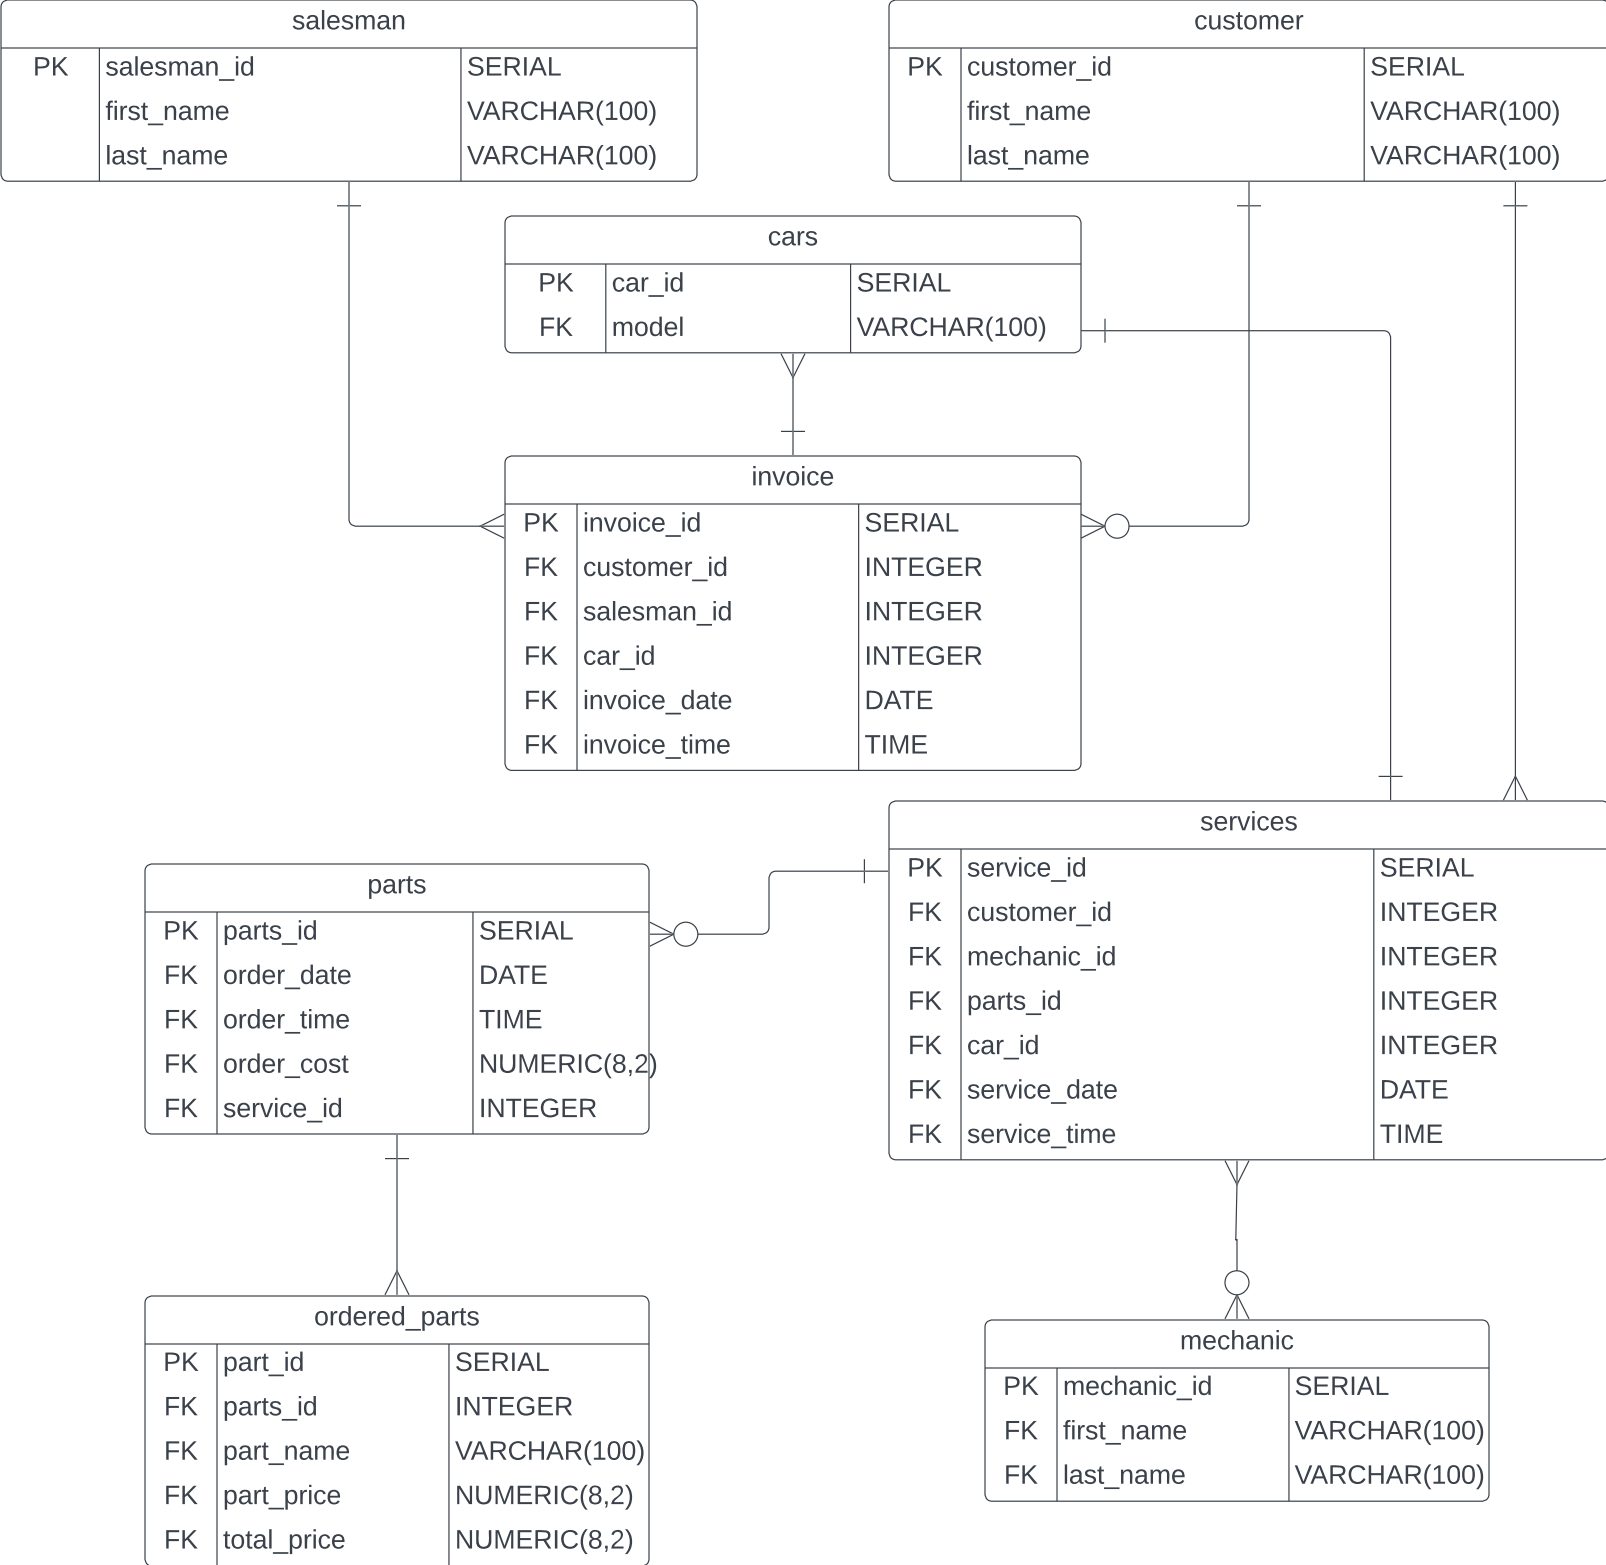 salesman
PK salesman_id SERIAL
first_name VARCHAR(100)
last_name VARCHAR(100)
customer
PK customer_id SERIAL
first_name VARCHAR(100)
last_name VARCHAR(100)
cars
PK car_id SERIAL
FK model VARCHAR(100)
invoice
PK invoice_id SERIAL
FK customer_id INTEGER
FK salesman_id INTEGER
FK car_id INTEGER
FK invoice_date DATE
FK invoice_time TIME
services
PK service_id SERIAL
FK customer_id INTEGER
FK mechanic_id INTEGER
FK parts_id INTEGER
FK car_id INTEGER
FK service_date DATE
FK service_time TIME
parts
PK parts_id SERIAL
FK order_date DATE
FK order_time TIME
FK order_cost NUMERIC(8,2)
FK service_id INTEGER
ordered_parts
PK part_id SERIAL
FK parts_id INTEGER
FK part_name VARCHAR(100)
FK part_price NUMERIC(8,2)
FK total_price NUMERIC(8,2)
mechanic
PK mechanic_id SERIAL
FK first_name VARCHAR(100)
FK last_name VARCHAR(100)